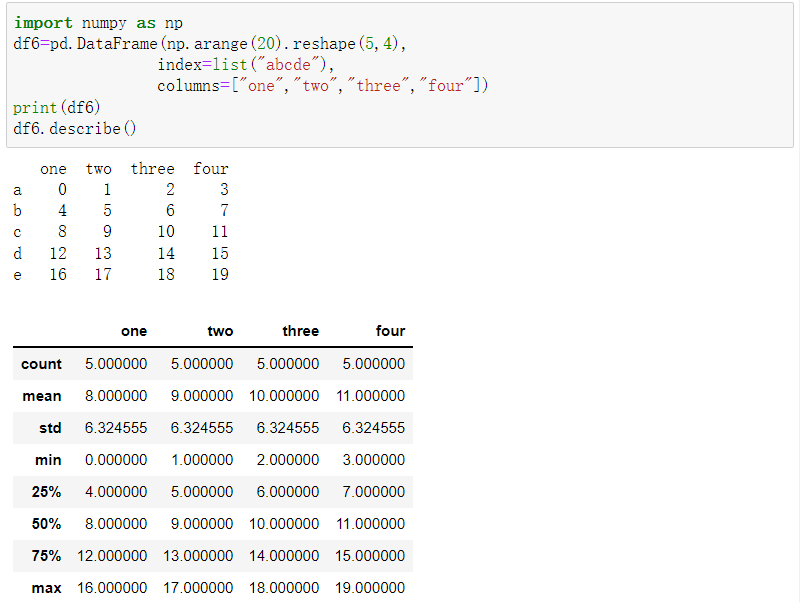 import numpy as np
df6=pd.DataFrame(np.arange(20).reshape(5,4),
index=list("abcde"),
columns=["one","two","three","four"])
print(df6)
df6.describe()
one two three four
a 0 1 2 3
b 4 5 6 7
c 8 9 10 11
d 12 13 14 15
e 16 17 18 19
one two three four
count 5.000000 5.000000 5.000000 5.000000
mean 8.000000 9.000000 10.000000 11.000000
std 6.324555 6.324555 6.324555 6.324555
min 0.000000 1.000000 2.000000 3.000000
25% 4.000000 5.000000 6.000000 7.000000
50% 8.000000 9.000000 10.000000 11.000000
75% 12.000000 13.000000 14.000000 15.000000
max 16.000000 17.000000 18.000000 19.000000